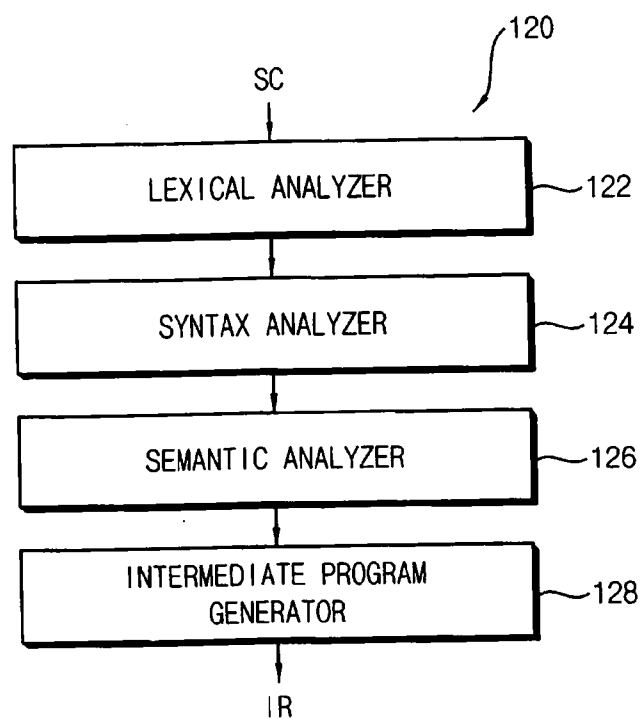 120
SC
LEXICAL ANALYZER
122
SYNTAX ANALYZER
124
SEMANTIC ANALYZER
126
INTERMEDIATE PROGRAM
GENERATOR
128
IR